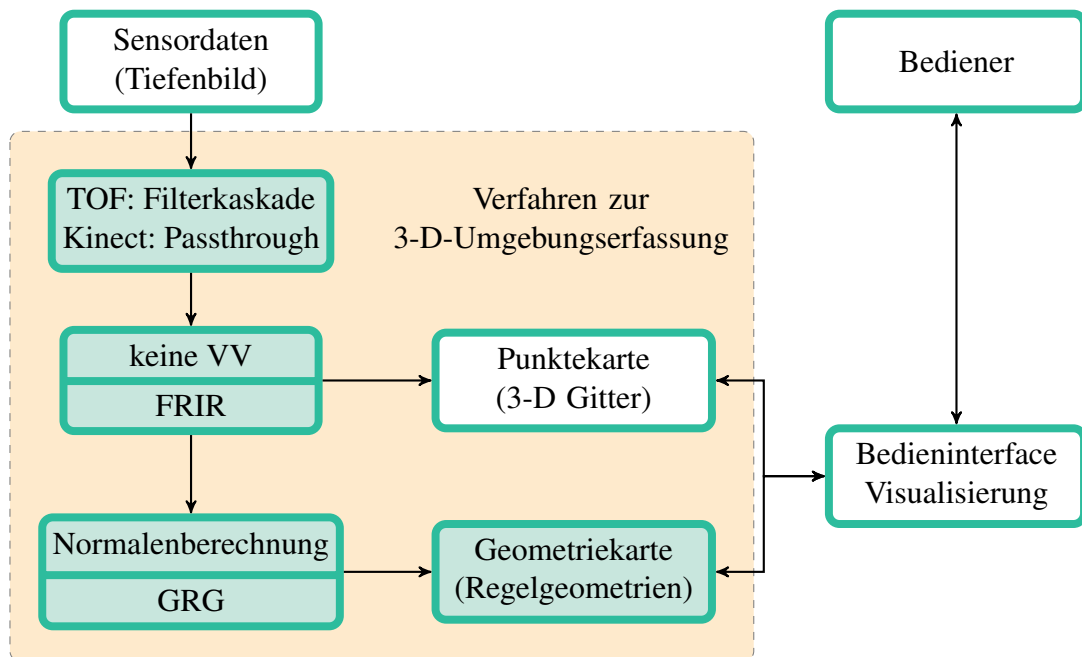 Sensordaten
(Tiefenbild)
Bediener
TOF: Filterkaskade
Kinect: Passthrough
Verfahren zur
3-D-Umgebungserfassung
keine VV
FRIR
Punktekarte
(3-D Gitter)
Bedieninterface
Visualisierung
Normalenberechnung
GRG
Geometriekarte
(Regelgeometrien)